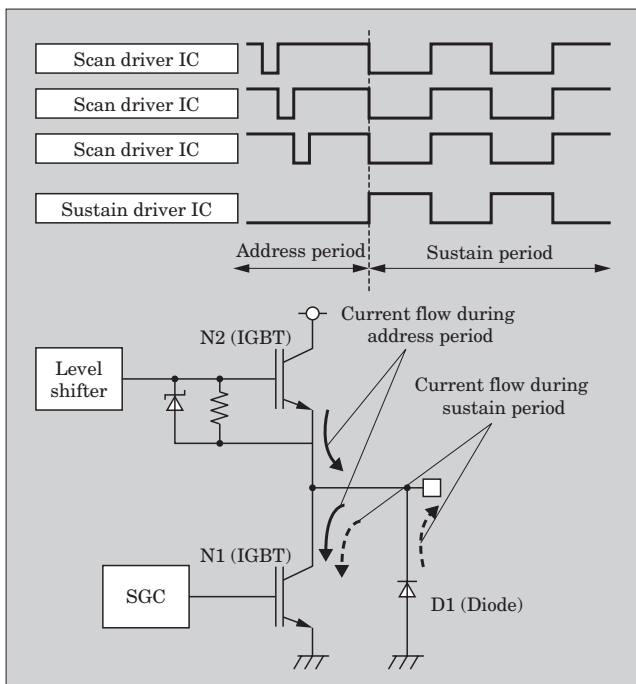 Scan driver IC
Scan driver IC
Scan driver IC
Sustain driver IC
Address period
Sustain period
Current flow during
address period
N2 (IGBT)
Level
shifter
Current flow during
sustain period
N1 (IGBT)
SGC
D1 (Diode)